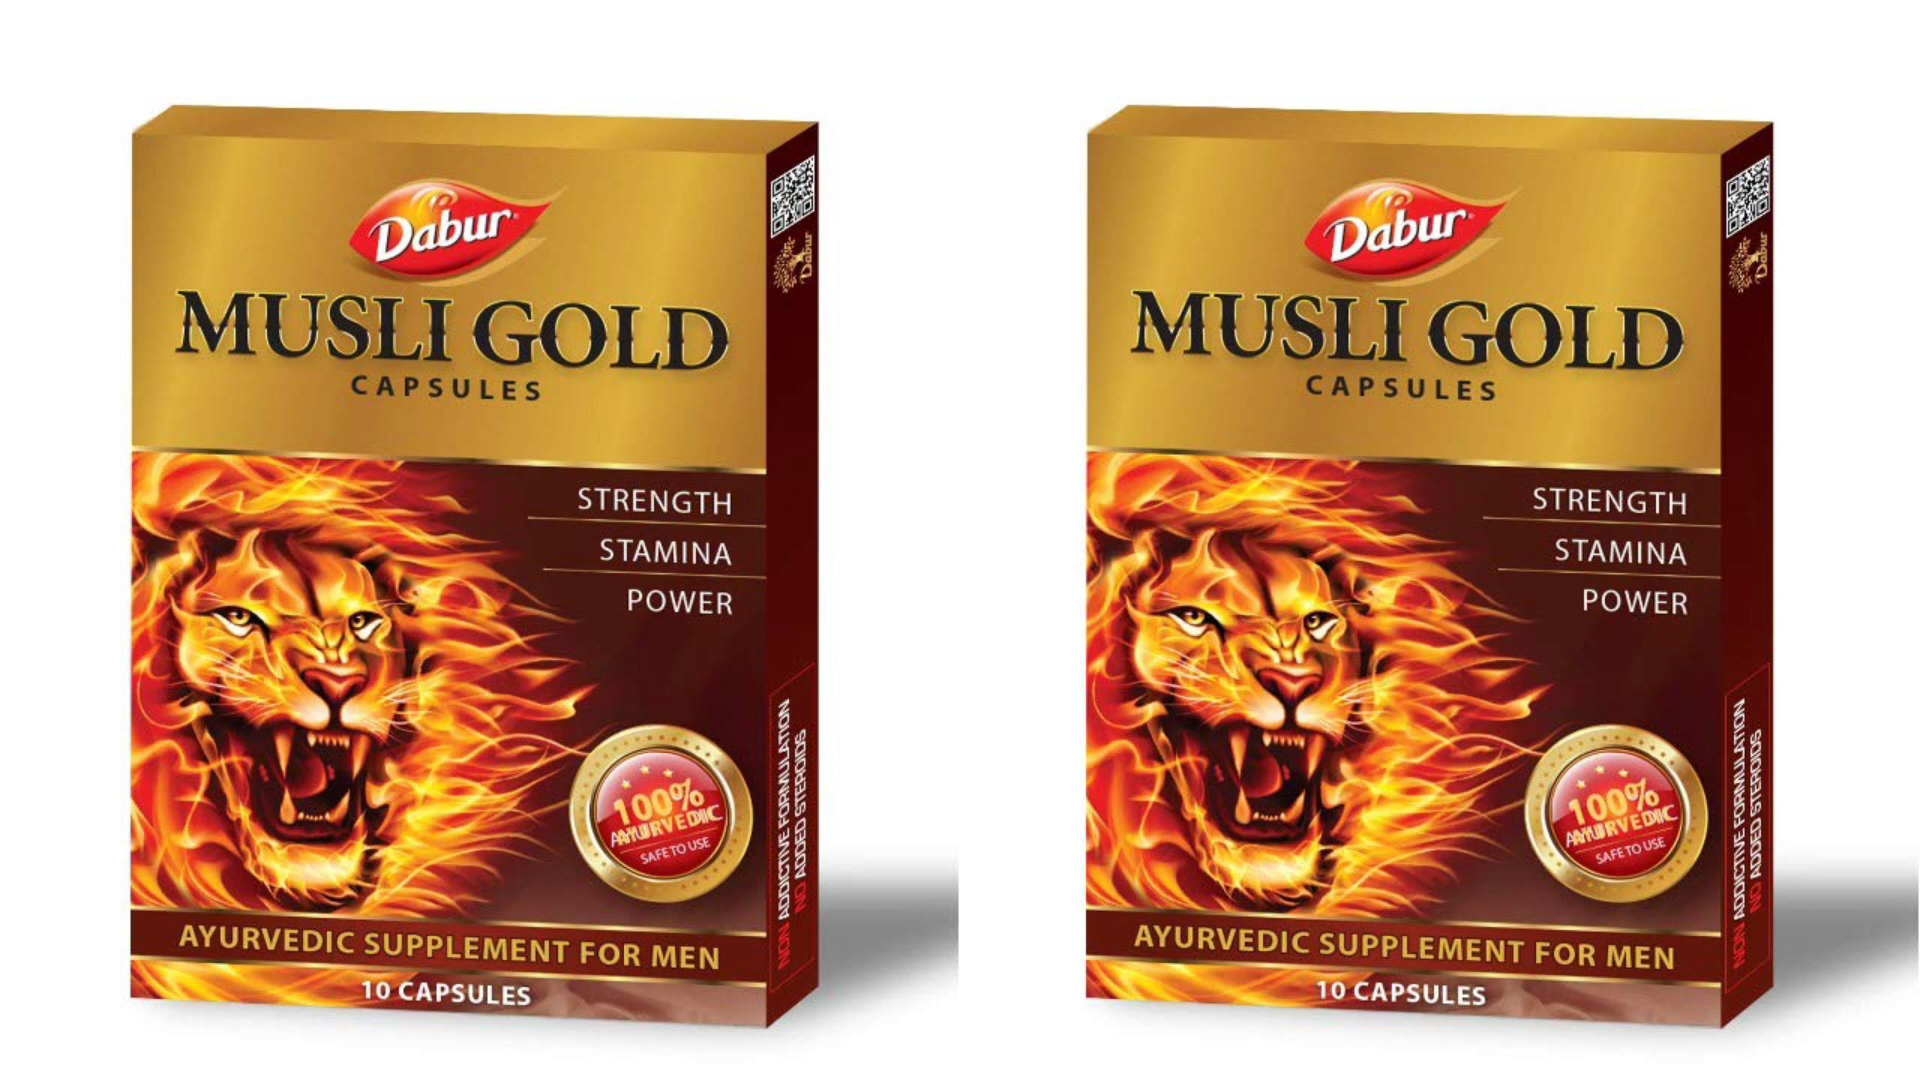 Dabur
MUSLI GOLD
CAPSULES
STRENGTH
STAMINA
POWER
100%
AYURVEDIC
SAFE TO USE
AYURVEDIC SUPPLEMENT FOR MEN
10 CAPSULES
Dabur
NON ADDICTIVE FORMULATION
NO ADDED STEROIDS
Dabur
MUSLI GOLD
CAPSULES
STRENGTH
STAMINA
POWER
100%
AYURVEDIC
SAFE TO USE
AYURVEDIC SUPPLEMENT FOR MEN
10 CAPSULES
Dabur
NON ADDICTIVE FORMULATION
NO ADDED STEROIDS